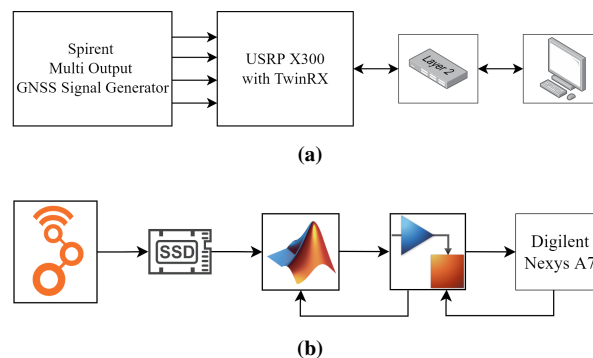 Spirent
Multi Output
GNSS Signal Generator
USRP X300
with TwinRX
Layer 2
(a)
SSD
Digilent
Nexys A7
(b)